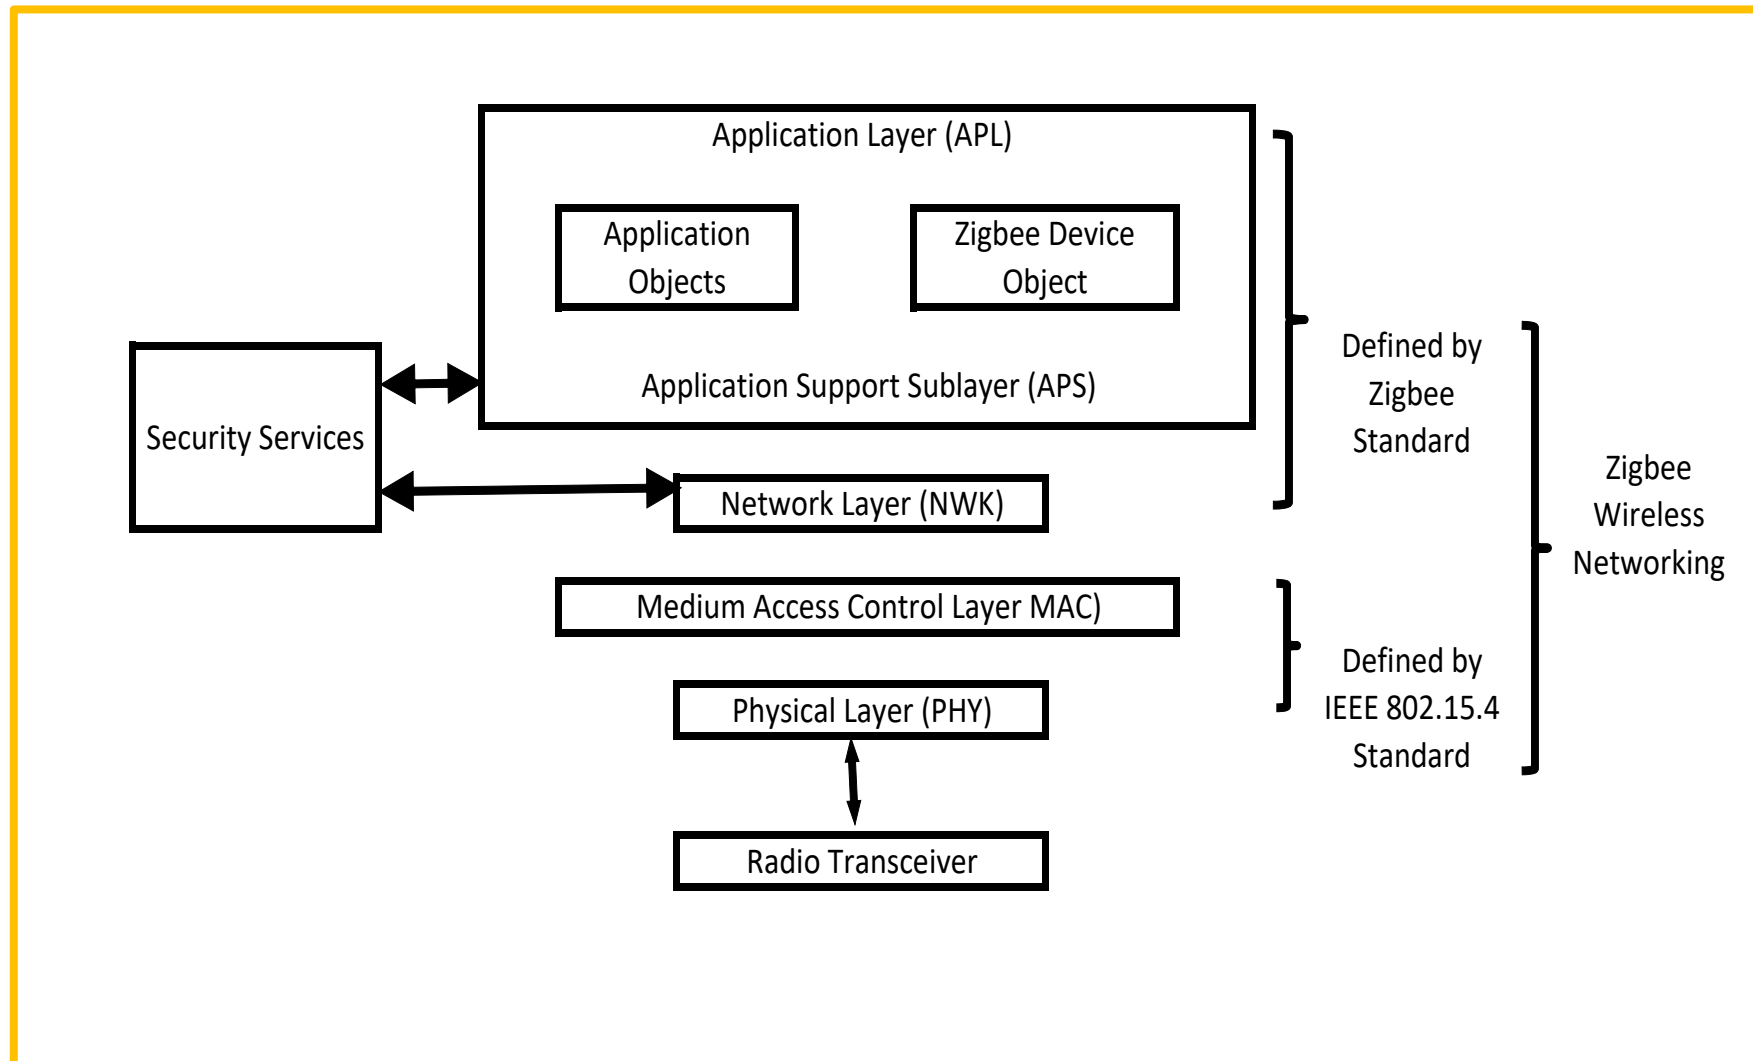 Application Layer (APL)
Application
Objects
Zigbee Device
Object
Application Support Sublayer (APS)
Security Services
Network Layer (NWK)
Medium Access Control Layer MAC)
Physical Layer (PHY)
Radio Transceiver
Defined by
Zigbee
Standard
Defined by
IEEE 802.15.4
Standard
Zigbee
Wireless
Networking